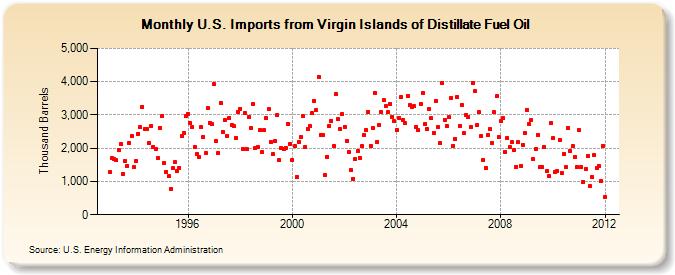 Monthly U.S. Imports from Virgin Islands of Distillate Fuel Oil
Thousand Barrels
5,000
4,000
3,000
2,000
1,000
0
1996 2000 2004 2008 2012
Source: U.S. Energy Information Administration